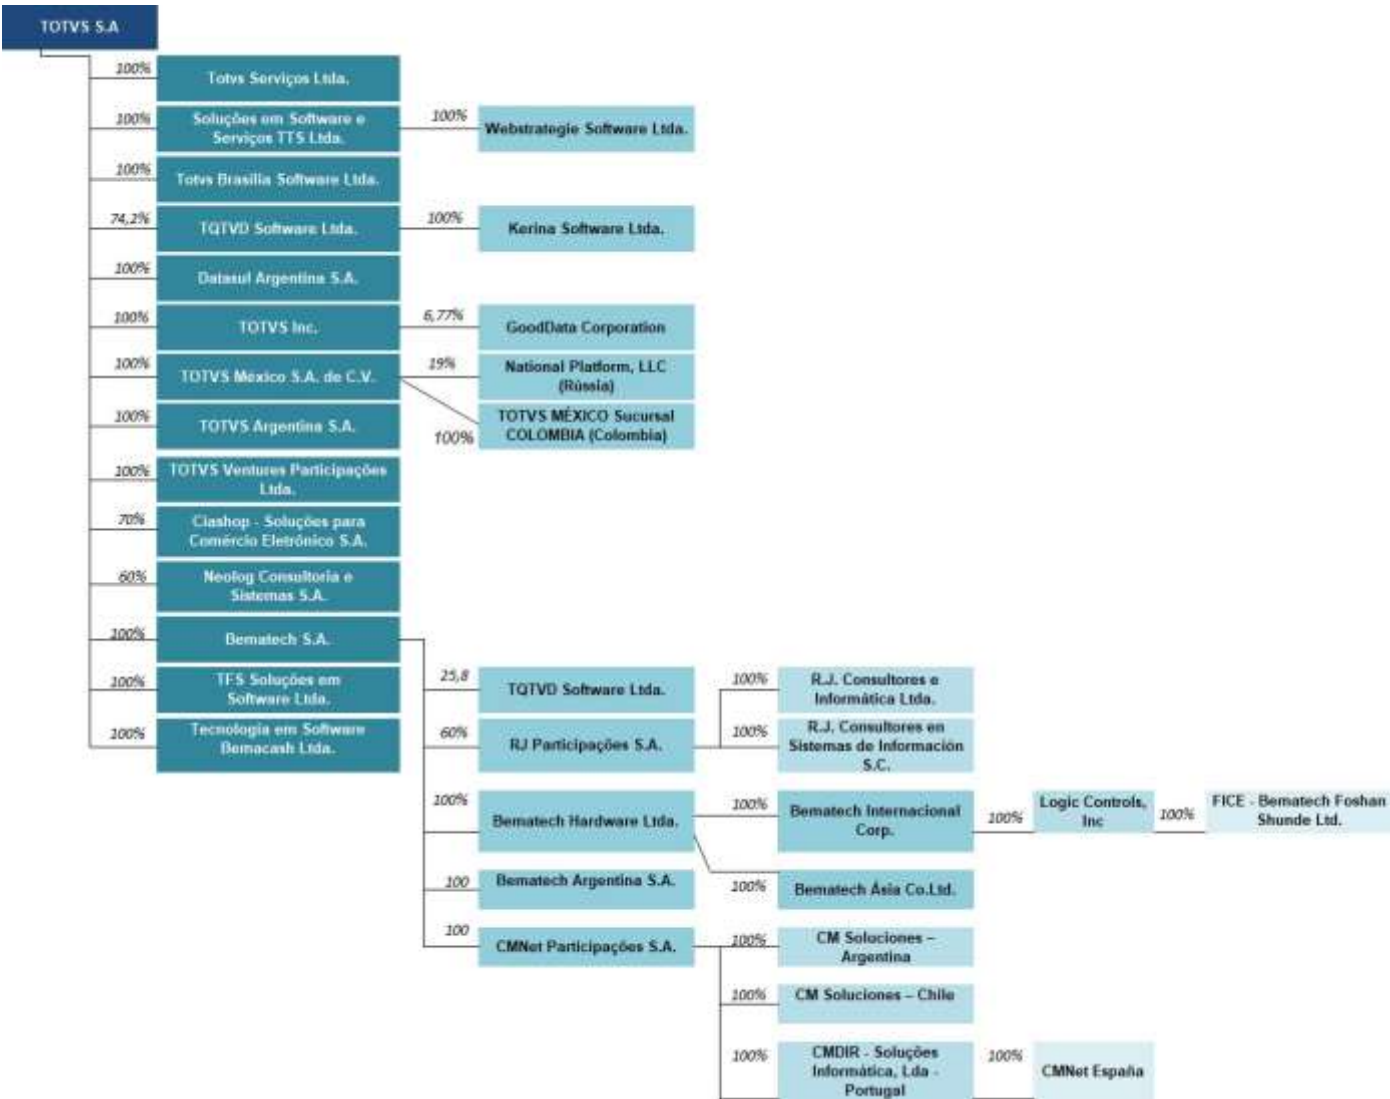 TOTVS S.A
100%
Totvs Serviços Ltda.
100%
Soluções em Software e
Serviços TTS Ltda.
100%
Webstrategie Software Ltda.
100%
Totvs Brasília Software Ltda.
74,2%
TQTVD Software Ltda.
100%
Kerina Software Ltda.
100%
Datasul Argentina S.A.
100%
TOTVS Inc.
6,77%
GoodData Corporation
100%
TOTVS México S.A. de C.V.
19%
National Platform, LLC
(Rússia)
100%
TOTVS MÉXICO Sucursal
COLOMBIA (Colombia)
100%
TOTVS Argentina S.A.
100%
TOTVS Ventures Participações
Ltda.
70%
Ciashop - Soluções para
Comércio Eletrônico S.A.
60%
Neolog Consultoria e
Sistemas S.A.
100%
Bematech S.A.
100%
TFS Soluções em
Software Ltda.
100%
Tecnologia em Software
Bemacash Ltda.
25,8
TQTVD Software Ltda.
60%
RJ Participações S.A.
100%
R.J. Consultores e
Informática Ltda.
100%
R.J. Consultores en
Sistemas de Información
S.C.
100%
Bematech Hardware Ltda.
100%
Bematech Internacional
Corp.
100%
Logic Controls,
Inc
100%
FICE - Bematech Foshan
Shunde Ltd.
100%
Bematech Ásia Co.Ltd.
100
Bematech Argentina S.A.
100
CMNet Participações S.A.
100%
CM Soluciones –
Argentina
100%
CM Soluciones – Chile
100%
CMDIR - Soluções
Informática, Lda -
Portugal
100%
CMNet España